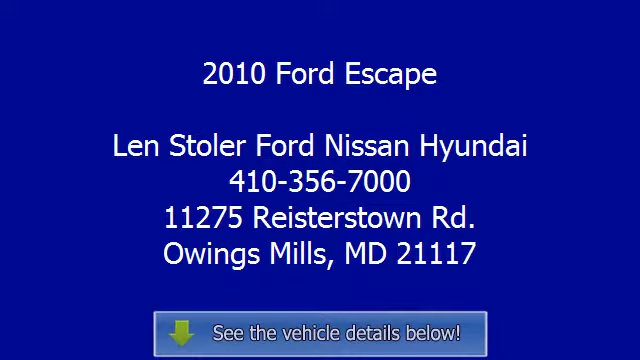 2010 Ford Escape
Len Stoler Ford Nissan Hyundai
410-356-7000
11275 Reisterstown Rd.
Owings Mills, MD 21117
See the vehicle details below!